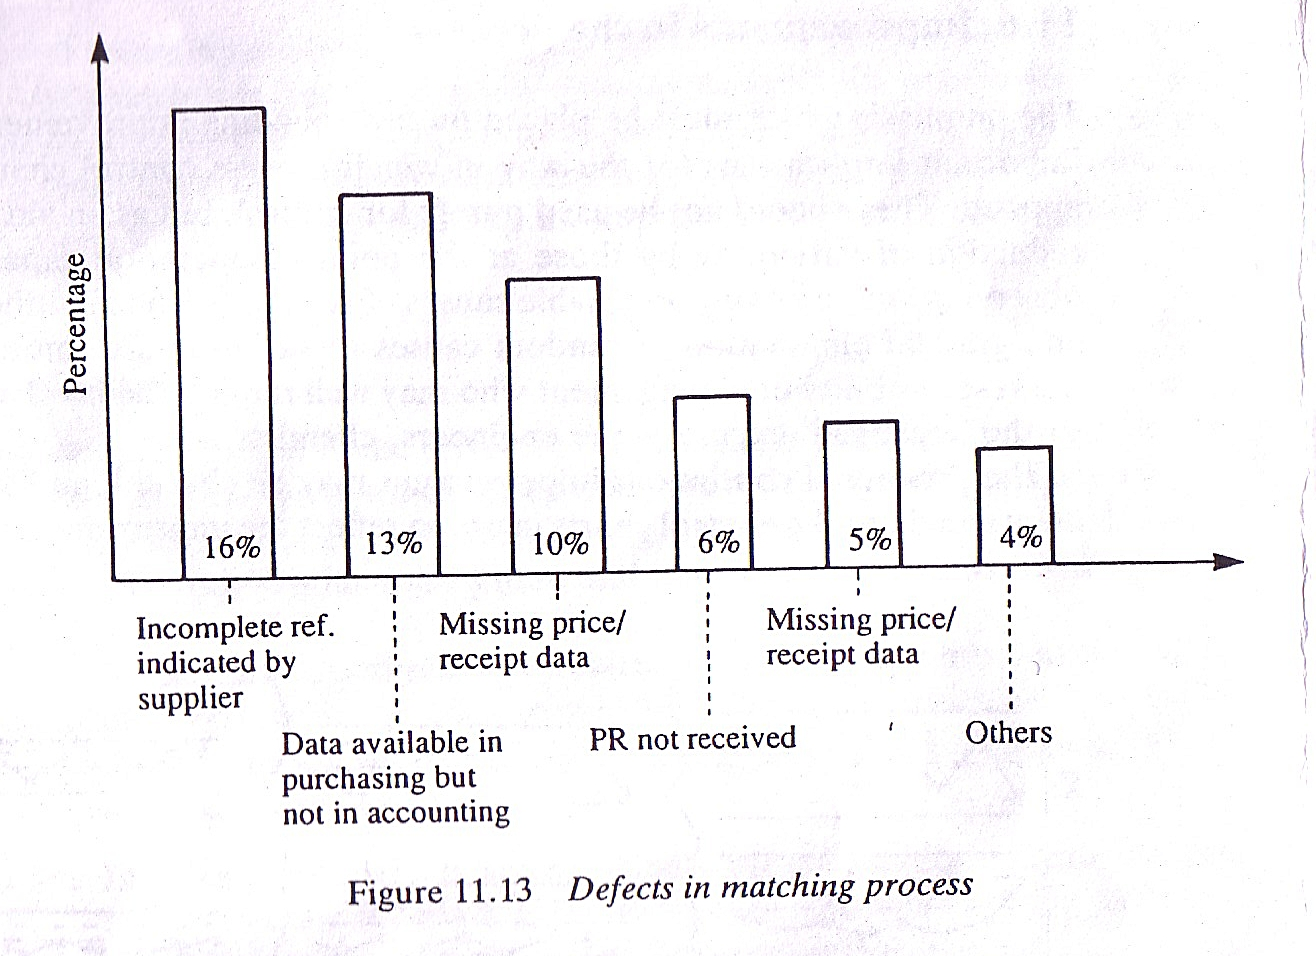 Percentage
16%
13%
10%
6%
5%
4%
Incomplete ref.
indicated by
supplier
Data available in
purchasing but
not in accounting
Missing price/
receipt data
PR not received
Missing price/
receipt data
Others
Figure 11.13 Defects in matching process